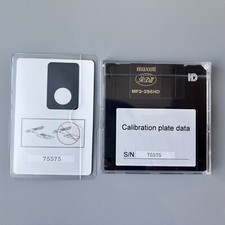 75575
maxell
MF2-256HD
ID
Calibration plate data
S/N 75575